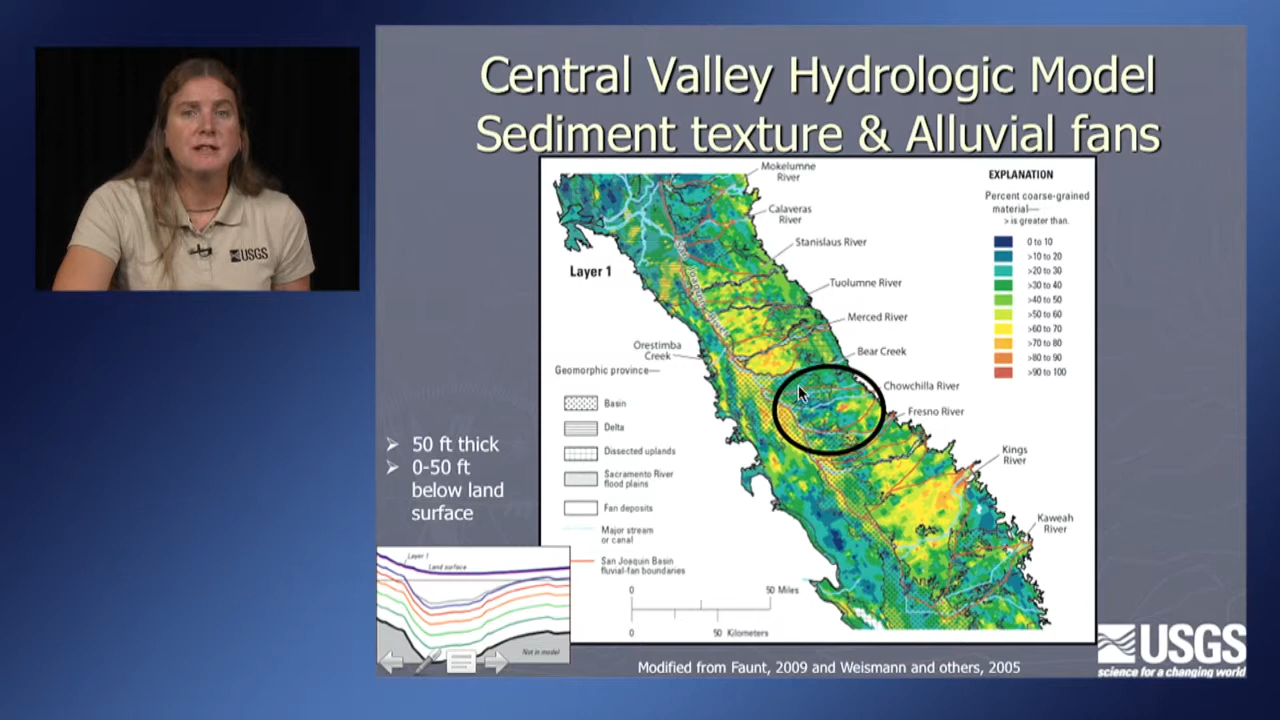 Central Valley Hydrologic Model
Sediment texture & Alluvial fans
USGS
Mokelumne
River
Calaveras
River
Stanislaus River
Tuolumne River
Merced River
Bear Creek
Chowchilla River
Fresno River
Kings
River
Kaweah
River
Layer 1
Orestimba
Creek
San Joaquin River
EXPLANATION
Percent coarse-grained
material—
> is greater than.
0 to 10
>10 to 20
>20 to 30
>30 to 40
>40 to 50
>50 to 60
>60 to 70
>70 to 80
>80 to 90
>90 to 100
Geomorphic province—
Basin
Delta
Dissected uplands
Sacramento River
flood plains
Fan deposits
Major stream
or canal
San Joaquin Basin
fluvial-fan boundaries
0 50 Miles
0 50 Kilometers
50 ft thick
0-50 ft
below land
surface
Layer 1
Land surface
Not in model
Modified from Faunt, 2009 and Weismann and others, 2005
USGS
science for a changing world